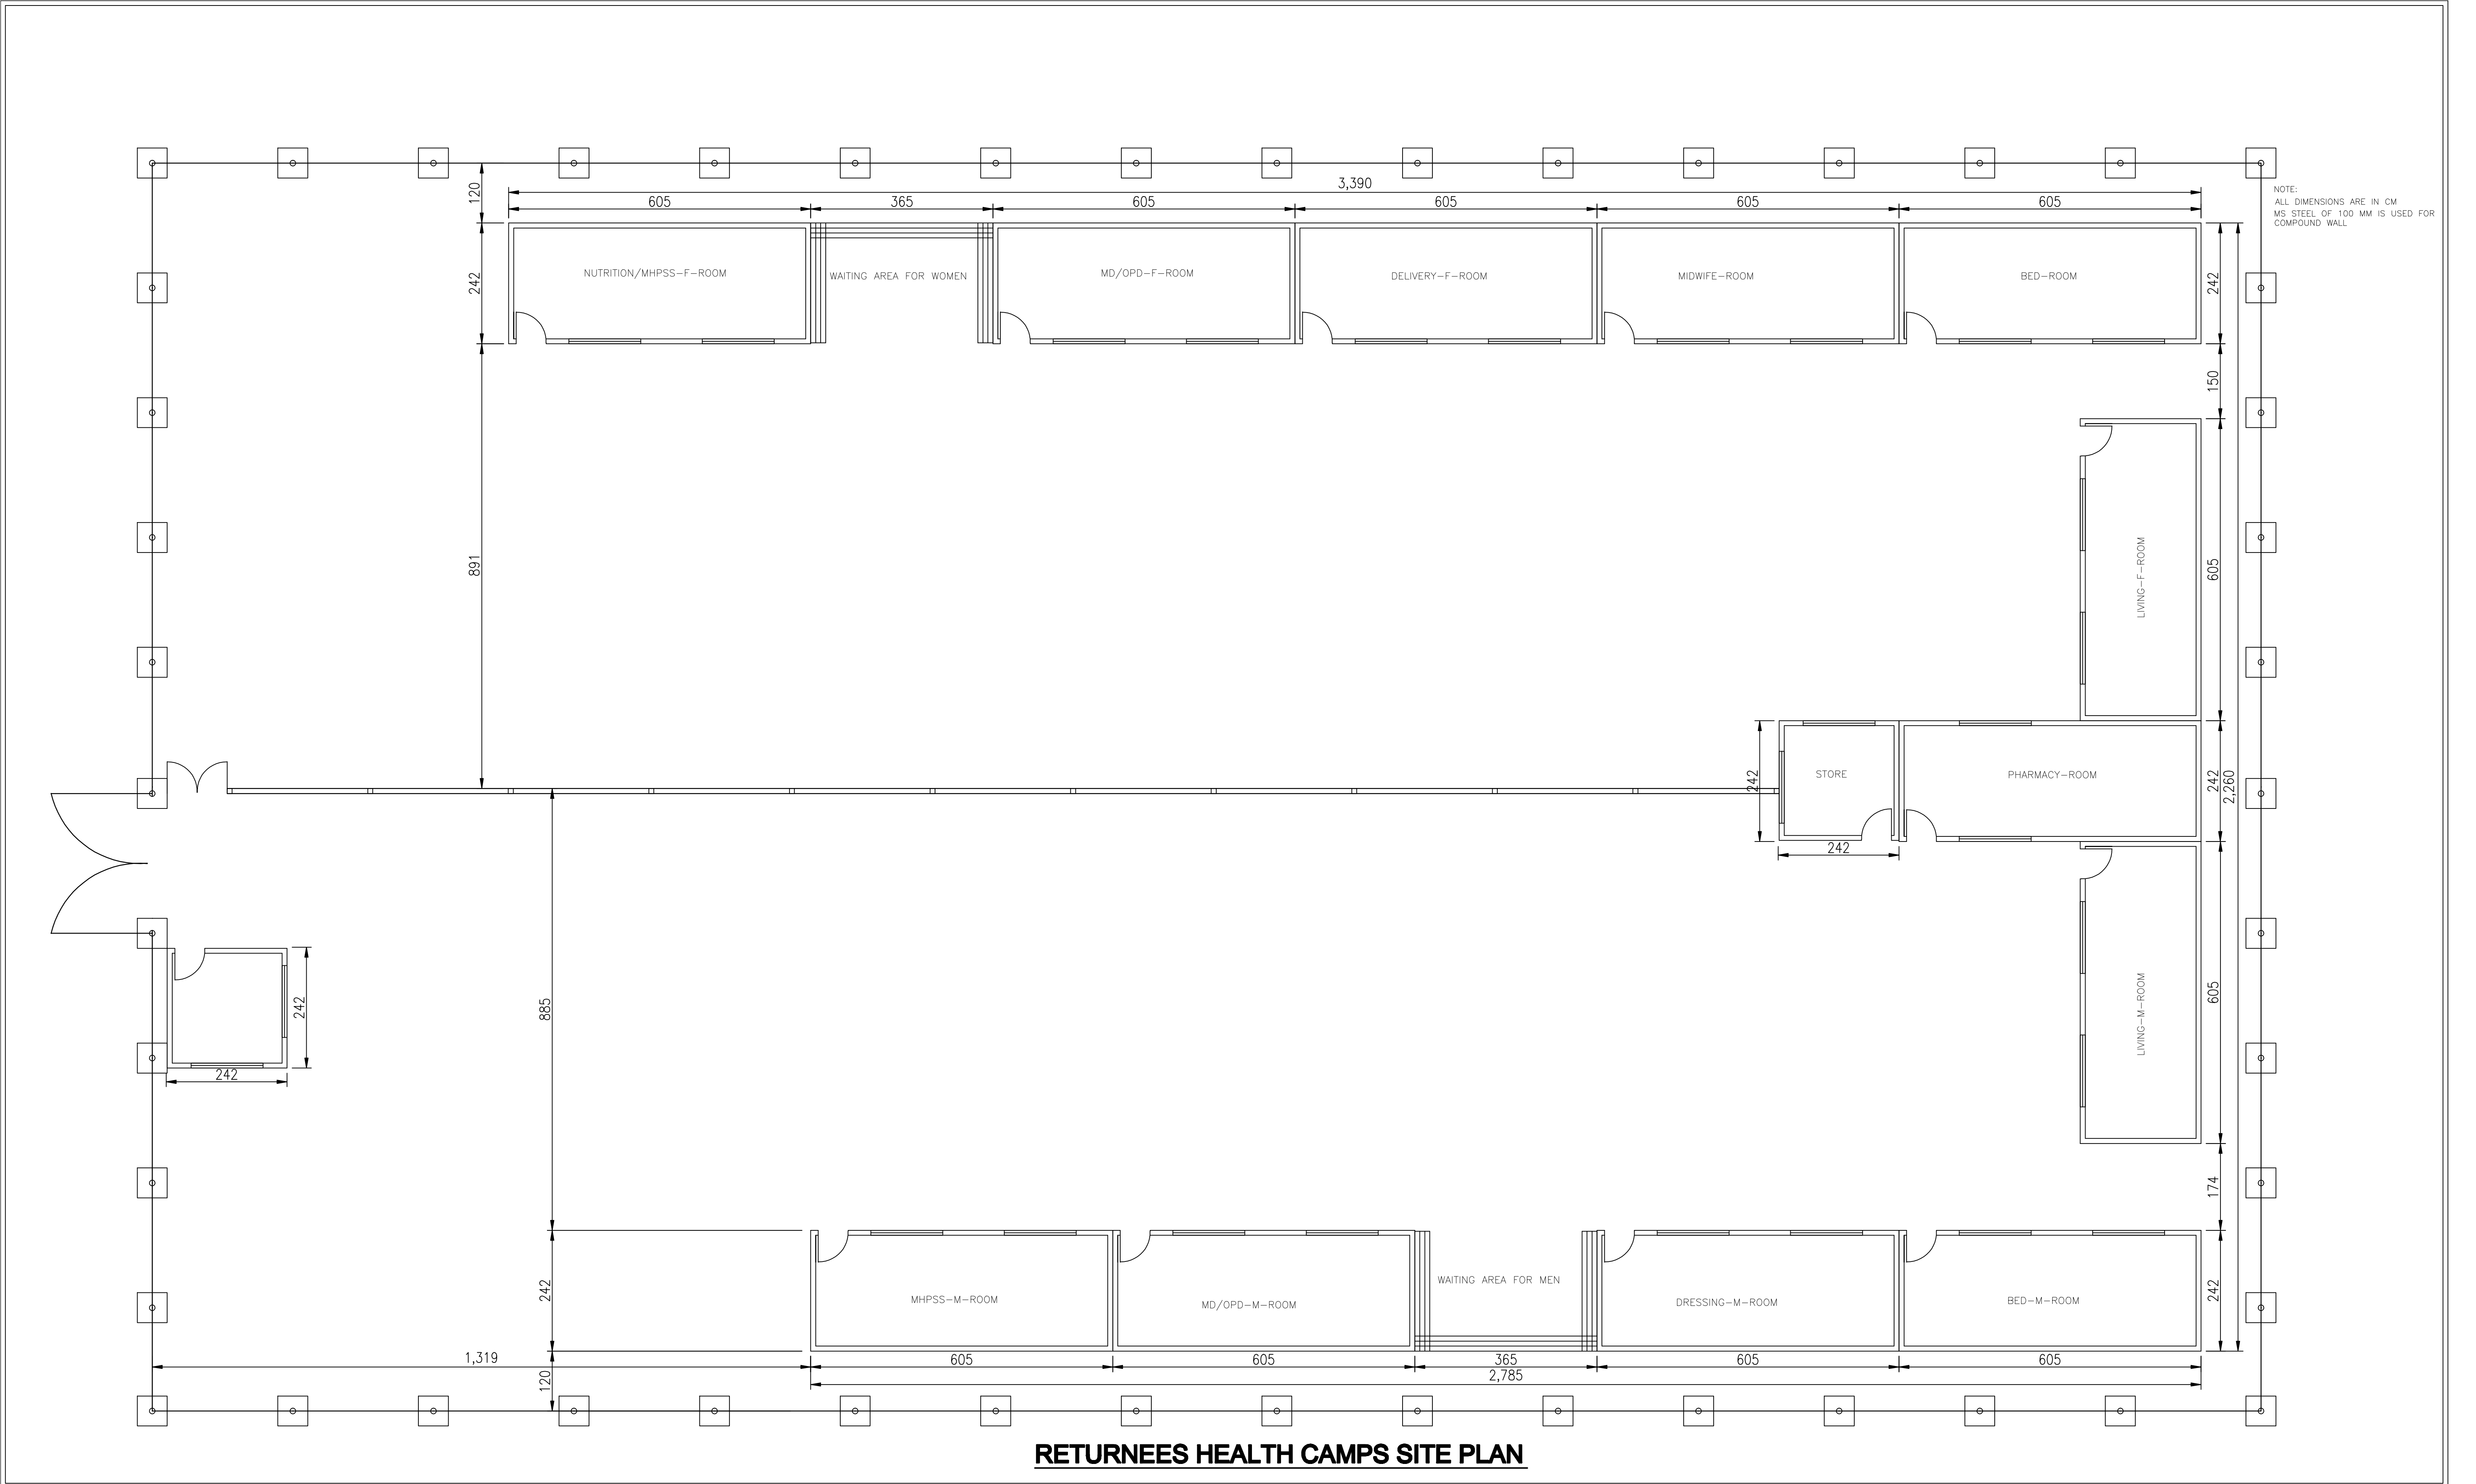 3,390
120
605
365
605
605
605
605
NOTE:
ALL DIMENSIONS ARE IN CM
MS STEEL OF 100 MM IS USED FOR
COMPOUND WALL
242
NUTRITION/MHPSS-F-ROOM
WAITING AREA FOR WOMEN
MD/OPD-F-ROOM
DELIVERY-F-ROOM
MIDWIFE-ROOM
BED-ROOM
242
150
891
LIVING-F-ROOM
605
242
STORE
PHARMACY-ROOM
242
2,260
242
242
242
885
LIVING-M-ROOM
605
174
242
MHPSS-M-ROOM
MD/OPD-M-ROOM
WAITING AREA FOR MEN
DRESSING-M-ROOM
BED-M-ROOM
242
1,319
605
605
365
605
605
120
2,785
RETURNEES HEALTH CAMPS SITE PLAN